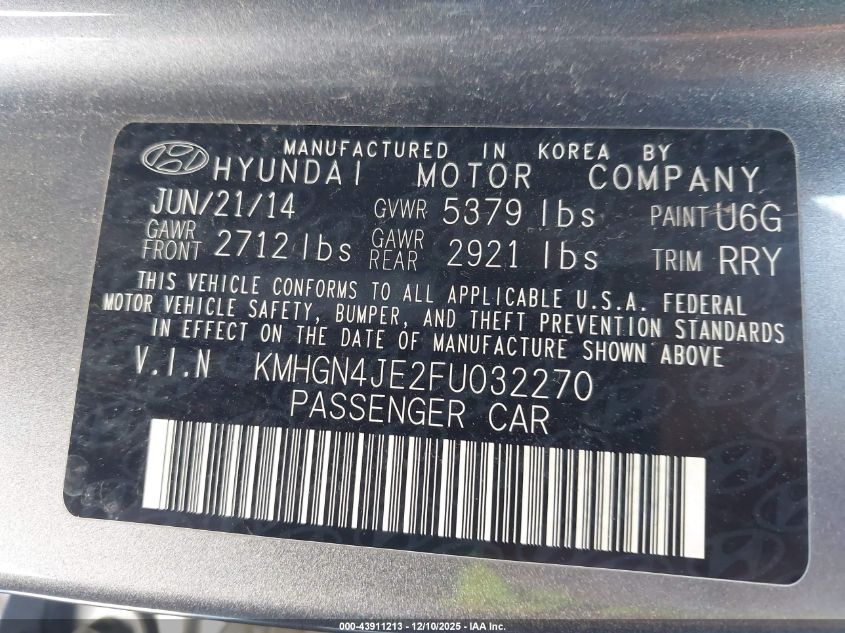 MANUFACTURED IN KOREA BY
HYUNDAI MOTOR COMPANY
JUN/21/14 GVWR 5379 lbs PAINT U6G
GAWR FRONT 2712 lbs GAWR REAR 2921 lbs TRIM RRY
THIS VEHICLE CONFORMS TO ALL APPLICABLE U.S.A. FEDERAL
MOTOR VEHICLE SAFETY, BUMPER, AND THEFT PREVENTION STANDARDS
IN EFFECT ON THE DATE OF MANUFACTURE SHOWN ABOVE
V.I.N KMHGN4JE2FU032270
PASSENGER CAR
000-43911213 - 12/10/2025 - IAA Inc.